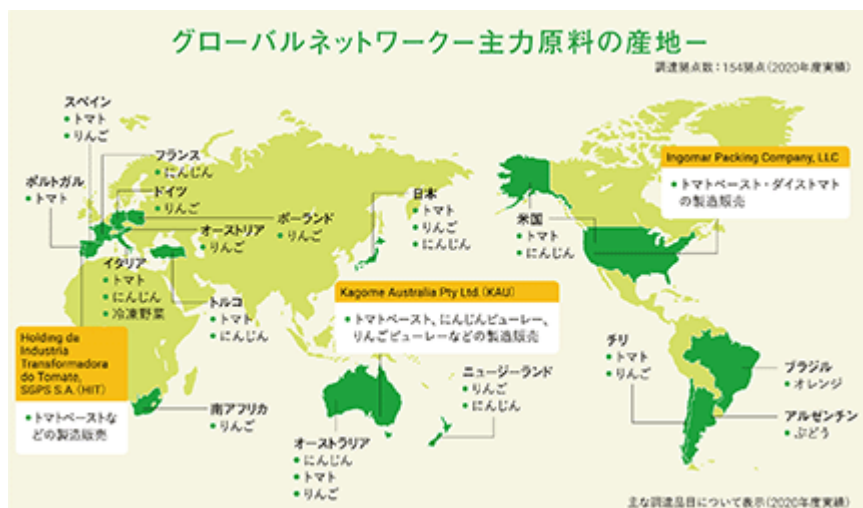 グローバルネットワークー主力原料の産地ー
調達拠点数：154拠点（2020年度実績）
スペイン
• トマト
• りんご
フランス
• にんじん
ポルトガル
• トマト
ドイツ
• りんご
ポーランド
• りんご
オーストリア
• りんご
イタリア
• トマト
• にんじん
• 冷凍野菜
トルコ
• トマト
• にんじん
日本
• トマト
• りんご
• にんじん
米国
• トマト
• にんじん
Ingomar Packing Company, LLC
• トマトペースト・ダイストマト
の製造販売
Kagome Australia Pty Ltd. (KAU)
• トマトペースト、にんじんピューレー、
りんごピューレーなどの製造販売
Holding da
Industria
Transformadora
do Tomate,
SGPS S.A. (HIT)
• トマトペーストな
どの製造販売
南アフリカ
• りんご
オーストラリア
• にんじん
• トマト
• りんご
ニュージーランド
• りんご
• にんじん
チリ
• トマト
• りんご
ブラジル
• オレンジ
アルゼンチン
• ぶどう
主な調達品目について表示（2020年度実績）